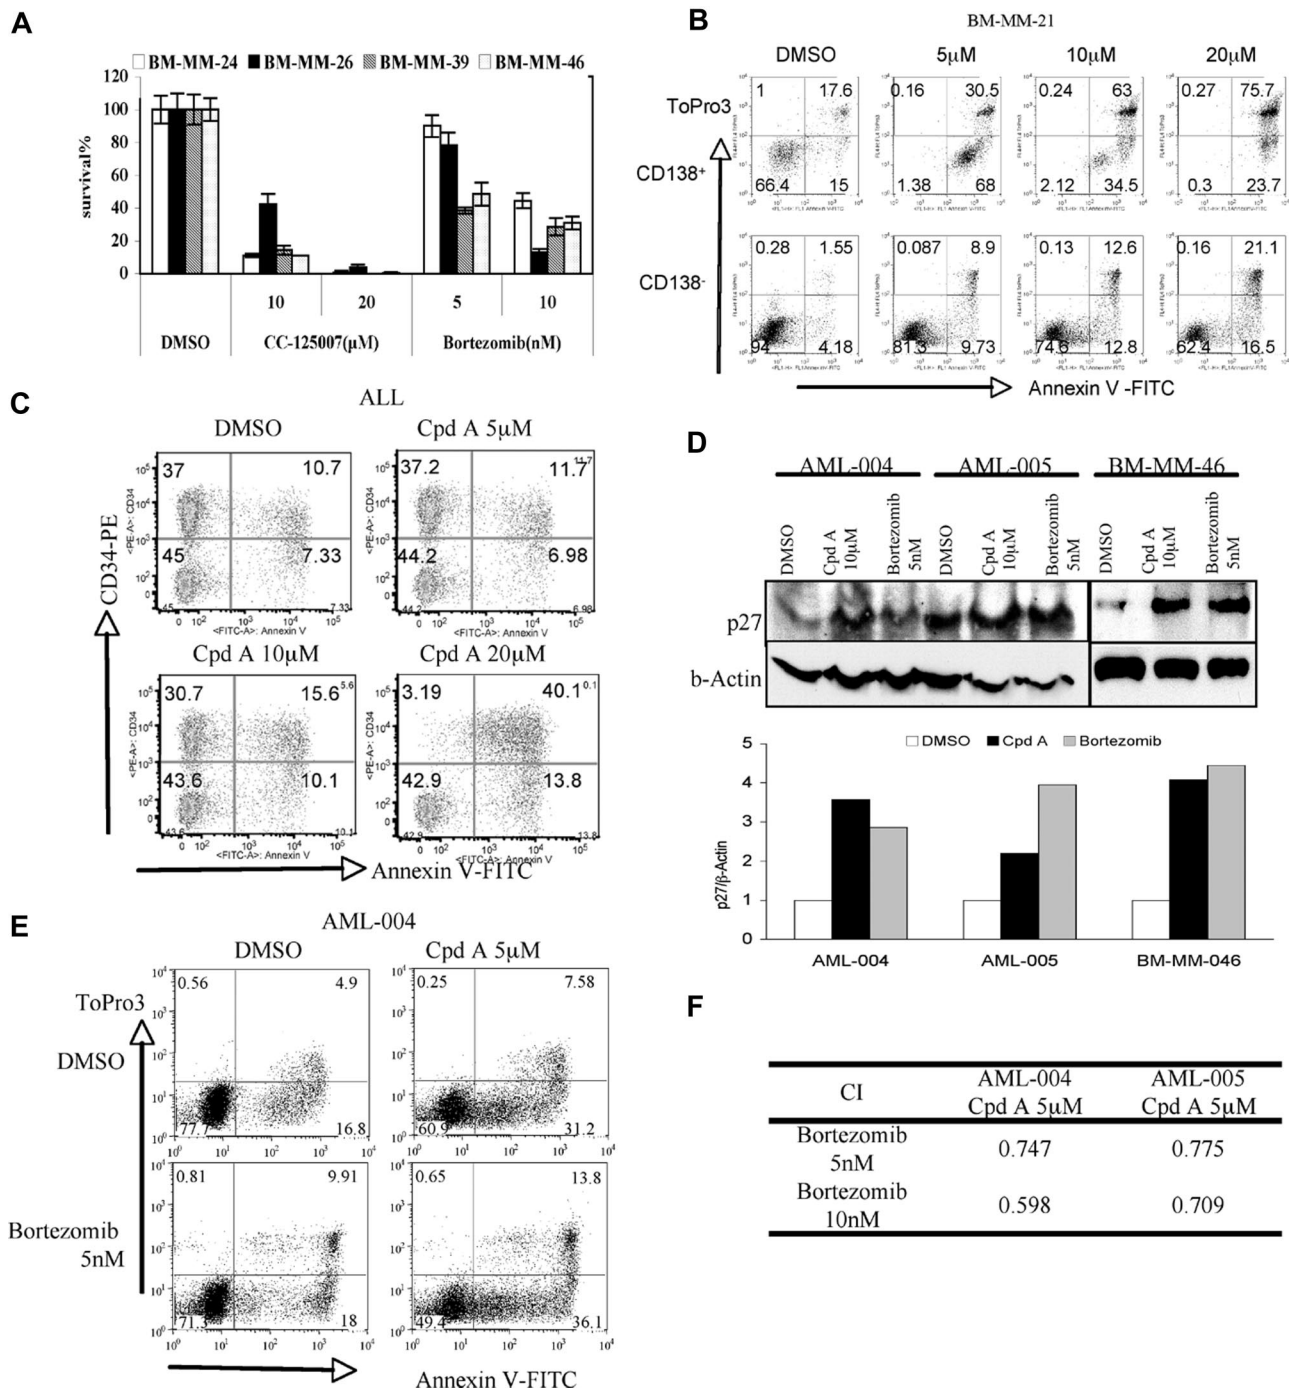 A
BM-MM-24 BM-MM-26 BM-MM-39 BM-MM-46
survival%
120
100
80
60
40
20
0
10 20 5 10
DMSO CC-125007(µM) Bortezomib(nM)
B
BM-MM-21
DMSO 5µM 10µM 20µM
ToPro3
1 17.6 0.16 30.5 0.24 63 0.27 75.7
CD138+
66.4 15 1.38 68 2.12 34.5 0.3 23.7
0.28 1.55 0.087 8.9 0.13 12.6 0.16 21.1
CD138-
94 4.18 81.3 9.73 74.6 12.8 62.4 16.5
Annexin V -FITC
C
ALL
DMSO Cpd A 5µM
37 10.7 37.2 11.7
45 7.33 44.2 6.98
<PE-A>: CD34
<FITC-A>: Annexin V
CD34-PE
Cpd A 10µM Cpd A 20µM
30.7 15.6 3.19 40.1
43.6 10.1 42.9 13.8
<PE-A>: CD34
<FITC-A>: Annexin V
Annexin V-FITC
D
AML-004 AML-005 BM-MM-46
DMSO
Cpd A 10µM
Bortezomib 5nM
DMSO
Cpd A 10µM
Bortezomib 5nM
DMSO
Cpd A 10µM
Bortezomib 5nM
p27
b-Actin
DMSO Cpd A Bortezomib
p27/β-Actin
5
4
3
2
1
0
AML-004 AML-005 BM-MM-046
E
AML-004
DMSO Cpd A 5µM
ToPro3
DMSO
0.56 4.9 0.25 7.58
77.7 16.8 60.9 31.2
Bortezomib
5nM
0.81 9.91 0.65 13.8
71.3 18 49.4 36.1
Annexin V-FITC
F
CI AML-004 AML-005
Cpd A 5µM Cpd A 5µM
Bortezomib
5nM 0.747 0.775
Bortezomib
10nM 0.598 0.709